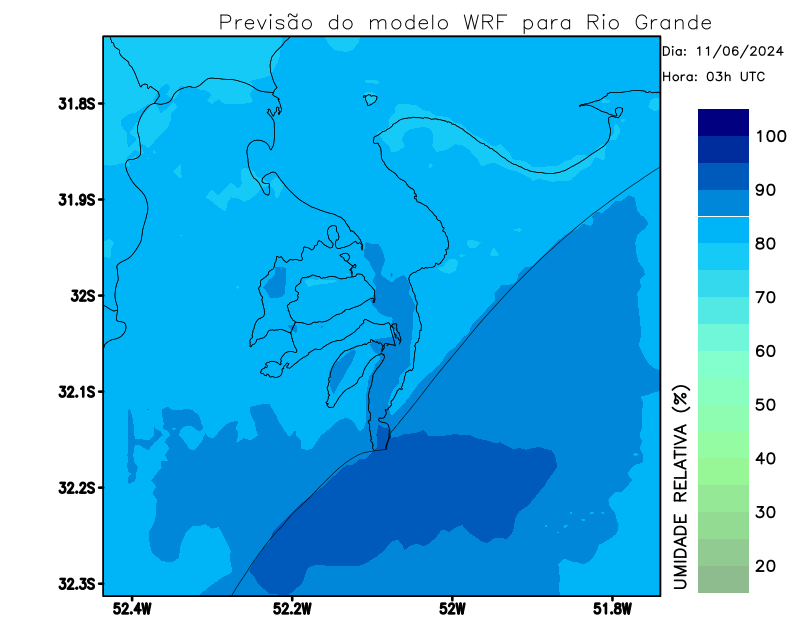 Previsão do modelo WRF para Rio Grande
Dia: 11/06/2024
Hora: 03h UTC
31.8S
31.9S
32S
32.1S
32.2S
32.3S
52.4W
52.2W
52W
51.8W
100
90
80
70
60
50
40
30
20
UMIDADE RELATIVA (%)